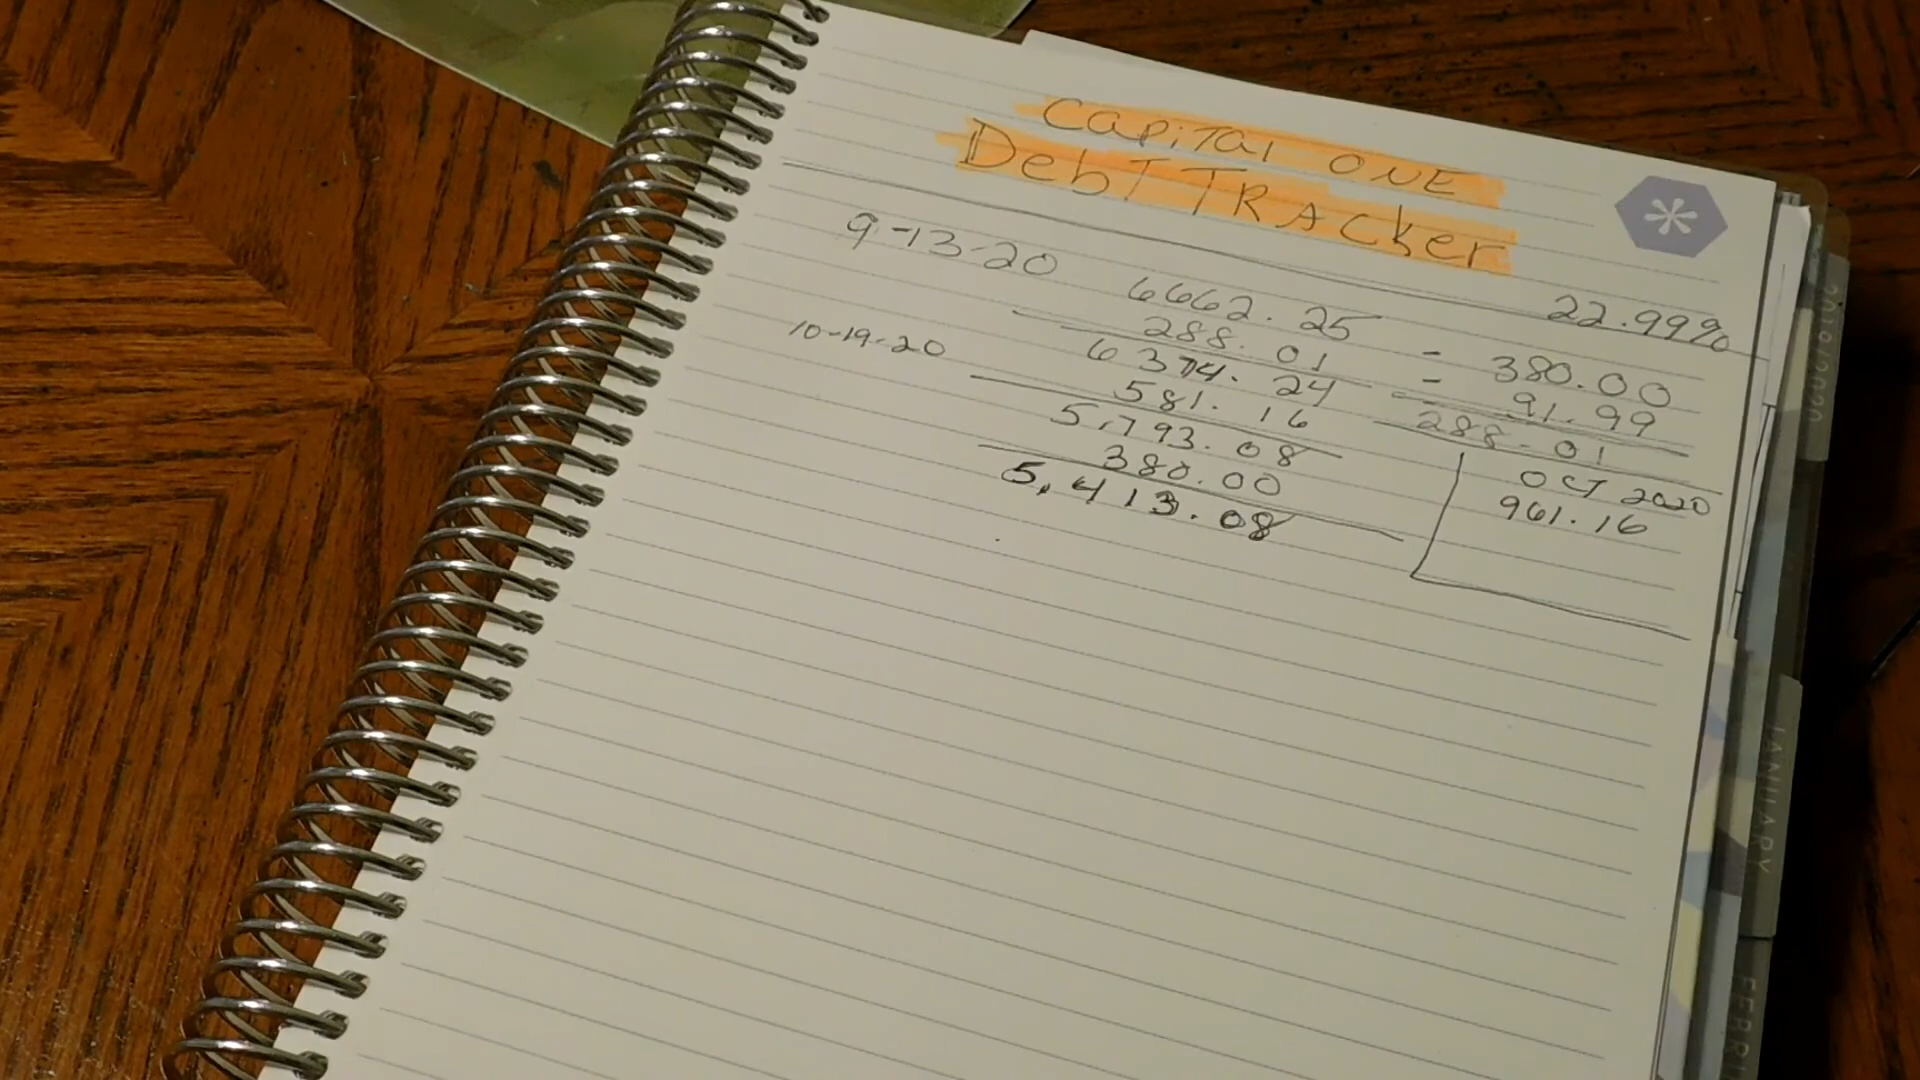 Capital ONE
Debt TRAcker
9-13-20 6662.25 22.99%
288.01 - 380.00
10-19-20 6374.24 - 91.99
581.16 288.01
5,793.08 OCT 2020
380.00 961.16
5,413.08
JANUARY